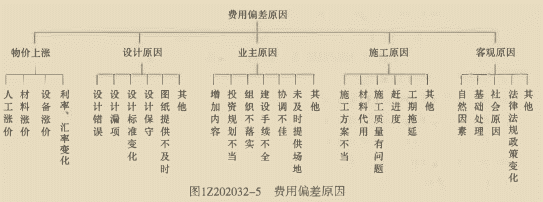 费用偏差原因
物价上涨
设计原因
业主原因
施工原因
客观原因
人工涨价
材料涨价
设备涨价
利率、汇率变化
设计错误
设计漏项
设计标准变化
设计保守
图纸提供不及时
其他
增加内容
投资规划不当
组织不落实
建设手续不全
协调不佳
未及时提供场地
其他
施工方案不当
材料代用
施工质量有问题
赶进度
工期拖延
其他
自然因素
基础处理
社会原因
法律法规政策变化
其他
图1Z202032-5 费用偏差原因